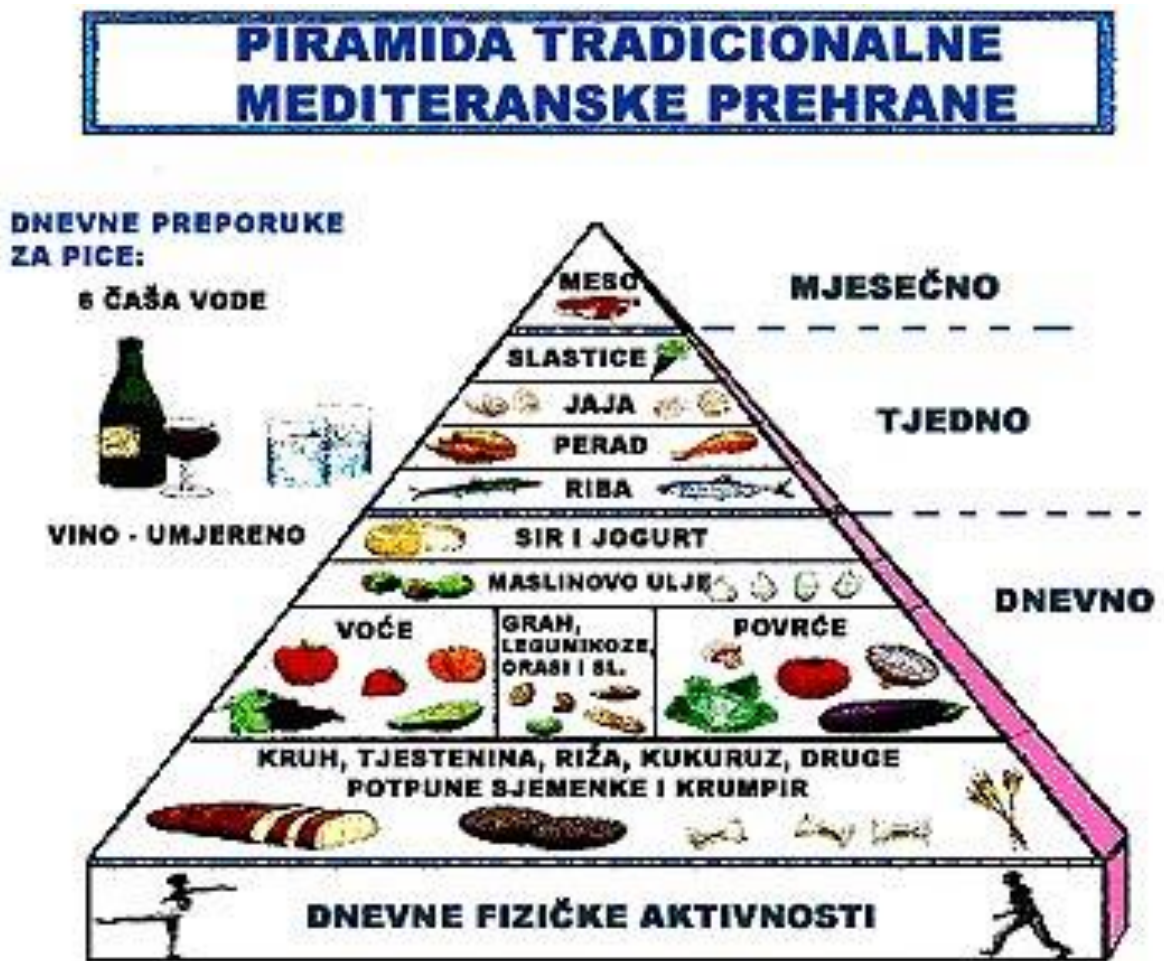 PIRAMIDA TRADICIONALNE
MEDITERANSKE PREHRANE
DNEVNE PREPORUKE
ZA PICE:
6 ČAŠA VODE
VINO - UMJERENO
MESO
MJESEČNO
SLASTICE
JAJA
PERAD
RIBA
TJEDNO
SIR I JOGURT
MASLINOVO ULJE
DNEVNO
VOĆE
GRAH,
LEGUNIKOZE,
ORASI I SL.
POVRĆE
KRUH, TJESTENINA, RIŽA, KUKURUZ, DRUGE
POTPUNE SJEMENKE I KRUMPIR
DNEVNE FIZIČKE AKTIVNOSTI